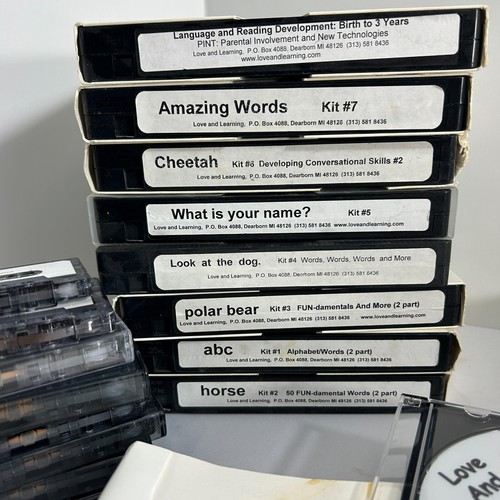 Language and Reading Development: Birth to 3 Years
PINT: Parental Involvement and New Technologies
Love and Learning, P.O. Box 4088, Dearborn MI 48126 (313) 581 8436
www.loveandlearning.com
Amazing Words Kit #7
Love and Learning, P.O. Box 4088, Dearborn MI 48126 (313) 581 8436
Cheetah Kit #6 Developing Conversational Skills #2
Love and Learning, P.O. Box 4088, Dearborn MI 48126 (313) 581 8436
What is your name? Kit #5
Love and Learning, P.O. Box 4088, Dearborn MI 48126 (313) 581 8436 www.loveandlearning.com
Look at the dog. Kit #4 Words, Words, Words and More
Love and Learning, P.O. Box 4088, Dearborn MI 48126 (313) 581 8436
polar bear Kit #3 FUN-damentals And More (2 part)
Love and Learning, P.O. Box 4088, Dearborn MI 48126 (313) 581 8436 www.loveandlearning.com
abc Kit #1 Alphabet/Words (2 part)
Love and Learning, P.O. Box 4088, Dearborn MI 48126 (313) 581 8436
horse Kit #2 50 FUN-damental Words (2 part)
Love and Learning, P.O. Box 4088, Dearborn MI 48126 (313) 581 8436
Love
And